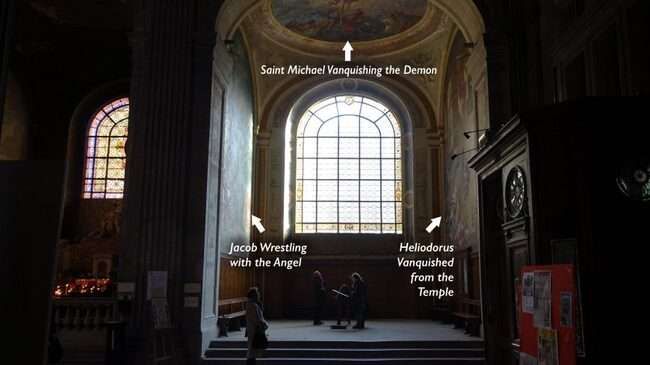 Saint Michael Vanquishing the Demon
Jacob Wrestling
with the Angel
Heliodorus
Vanquished
from the
Temple